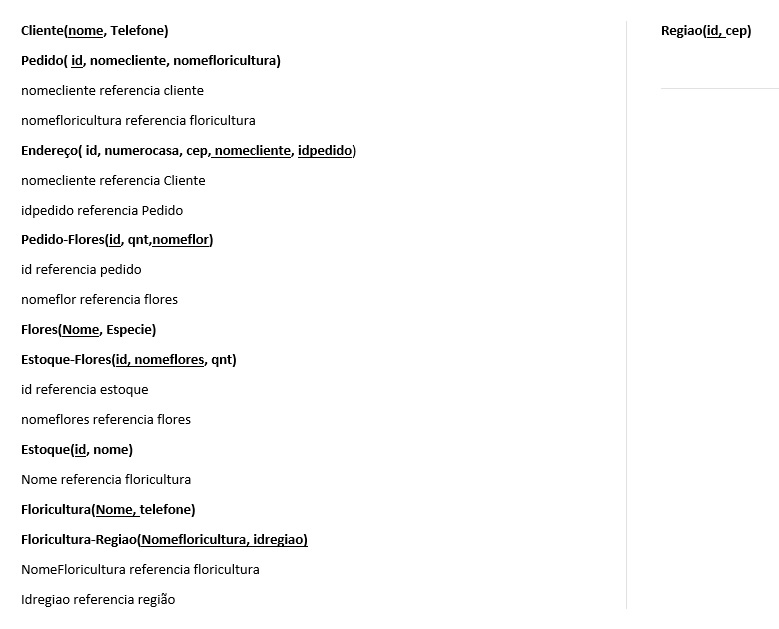 Cliente(nome, Telefone)
Pedido( id, nomecliente, nomefloricultura)
nomecliente referencia cliente
nomefloricultura referencia floricultura
Endereço( id, numerocasa, cep, nomecliente, idpedido)
nomecliente referencia Cliente
idpedido referencia Pedido
Pedido-Flores(id, qnt,nomeflor)
id referencia pedido
nomeflor referencia flores
Flores(Nome, Especie)
Estoque-Flores(id, nomeflores, qnt)
id referencia estoque
nomeflores referencia flores
Estoque(id, nome)
Nome referencia floricultura
Floricultura(Nome, telefone)
Floricultura-Regiao(Nomefloricultura, idregiao)
NomeFloricultura referencia floricultura
Idregiao referencia região
Regiao(id, cep)